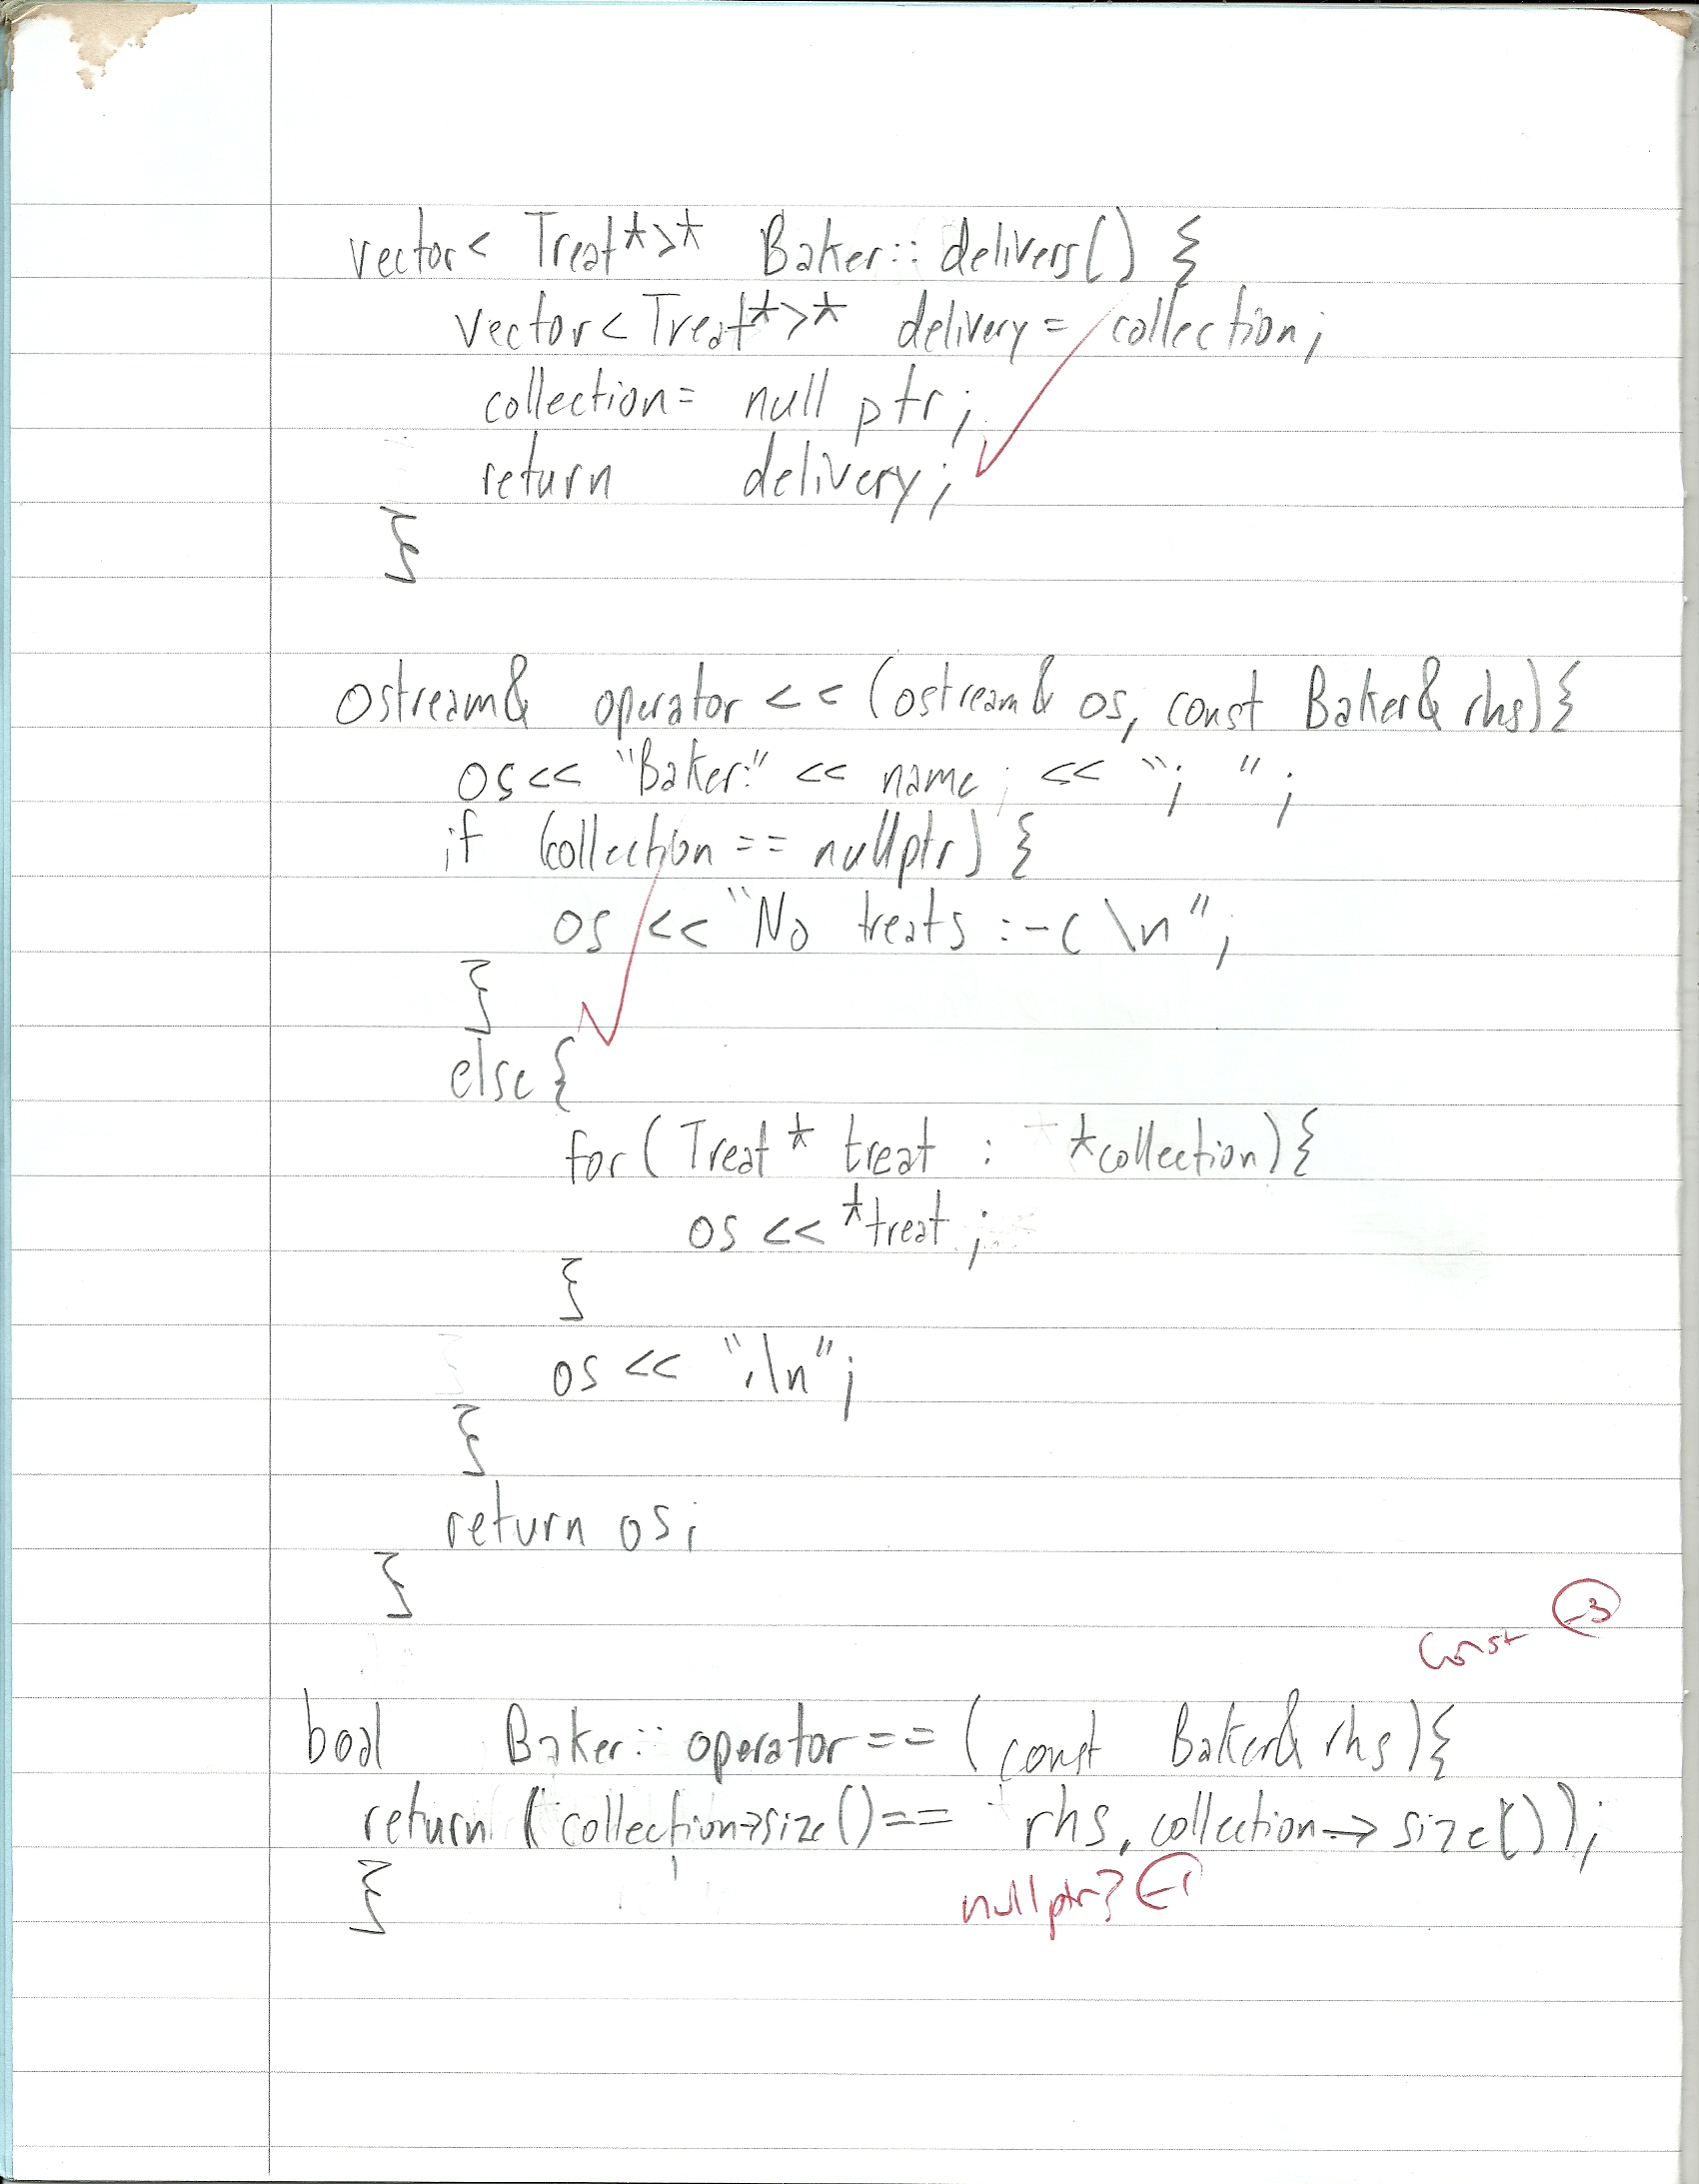 vector< Treat*>* Baker::delivers() {
vector<Treat*>* delivery = collection;
collection= null ptr;
return delivery;
}
ostream& operator << (ostream& os, const Baker& rhs){
os<< "Baker:" << name ; << "; ";
if (collection == nullptr) {
os << "No treats :-( \n";
}
else {
for( Treat* treat : *collection){
os << *treat ;
}
os << ".\n";
}
return os;
}
-3
const
bool Baker:: operator== (const Baker& rhs){
return ( collection->size()== rhs.collection-> size());
nullptr? -1
}